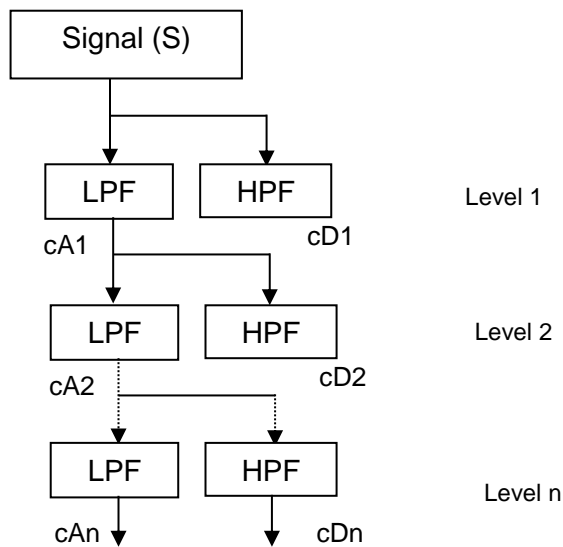 Signal (S)
LPF
HPF
Level 1
cA1
cD1
LPF
HPF
Level 2
cA2
cD2
LPF
HPF
Level n
cAn
cDn